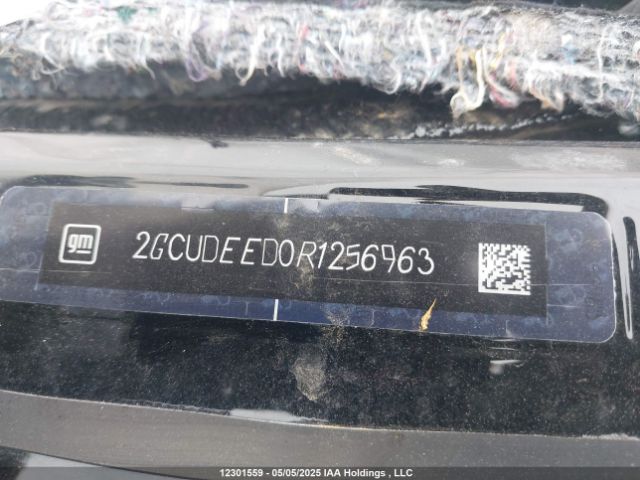 gm
2GCUDEED0R1256963
12301559 - 05/05/2025 IAA Holdings , LLC